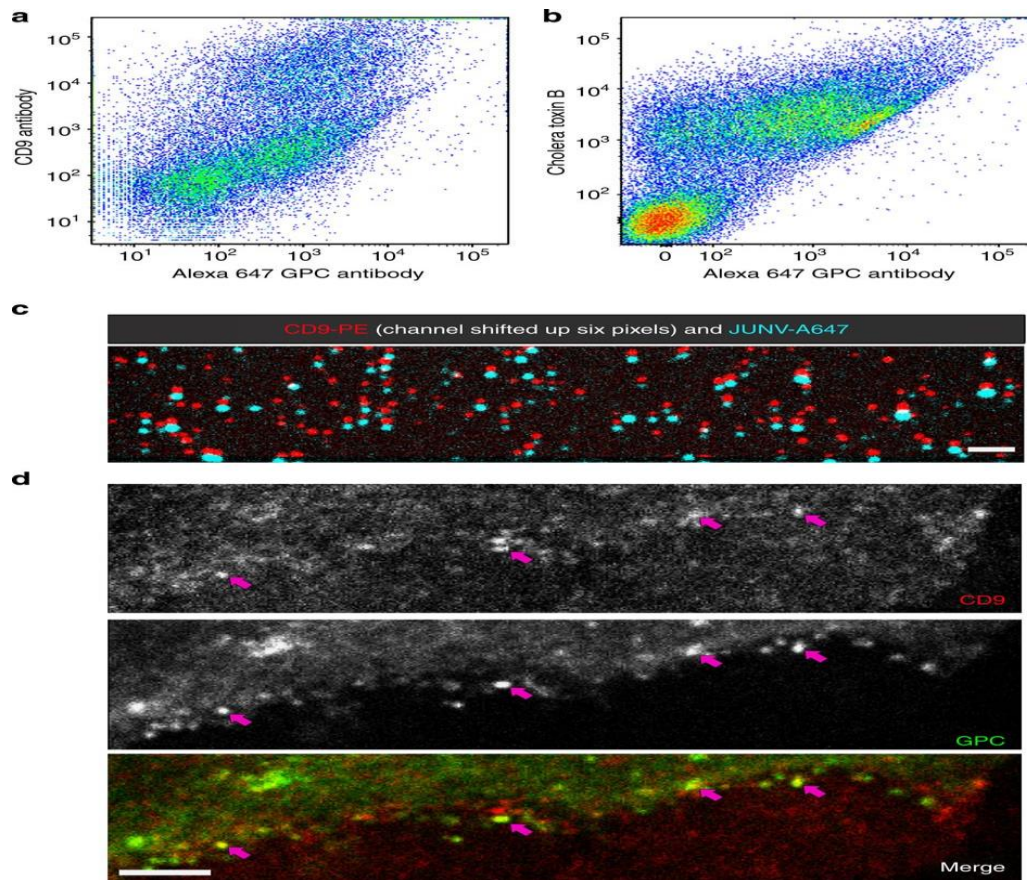 a
CD9 antibody
10⁵
10⁴
10³
10²
10¹
10¹ 10² 10³ 10⁴ 10⁵
Alexa 647 GPC antibody
b
Cholera toxin B
10⁵
10⁴
10³
10²
0 10² 10³ 10⁴ 10⁵
Alexa 647 GPC antibody
c
CD9-PE (channel shifted up six pixels) and JUNV-A647
d
CD9
GPC
Merge